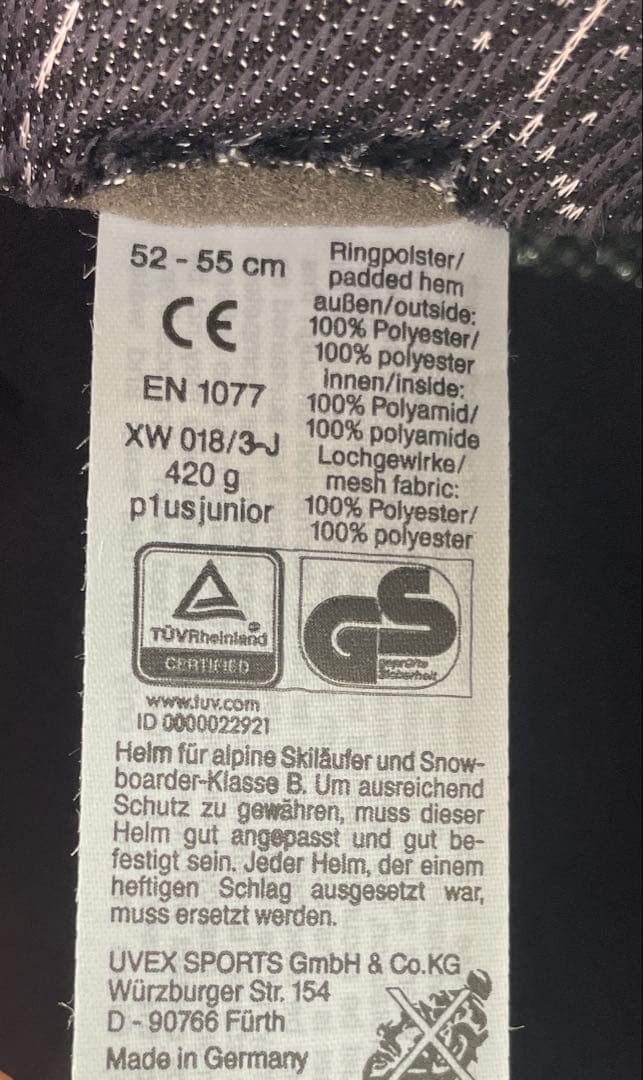 52 - 55 cm
CE
EN 1077
XW 018/3-J
420 g
p1usjunior
Ringpolster/
padded hem
außen/outside:
100% Polyester/
100% polyester
innen/inside:
100% Polyamid/
100% polyamide
Lochgewirke/
mesh fabric:
100% Polyester/
100% polyester
TÜVRheinland
CERTIFIED
GS
geprüfte
Sicherheit
www.tuv.com
ID 0000022921
Helm für alpine Skiläufer und Snow-
boarder-Klasse B. Um ausreichend
Schutz zu gewähren, muss dieser
Helm gut angepasst und gut be-
festigt sein. Jeder Helm, der einem
heftigen Schlag ausgesetzt war,
muss ersetzt werden.
UVEX SPORTS GmbH & Co.KG
Würzburger Str. 154
D - 90766 Fürth
Made in Germany